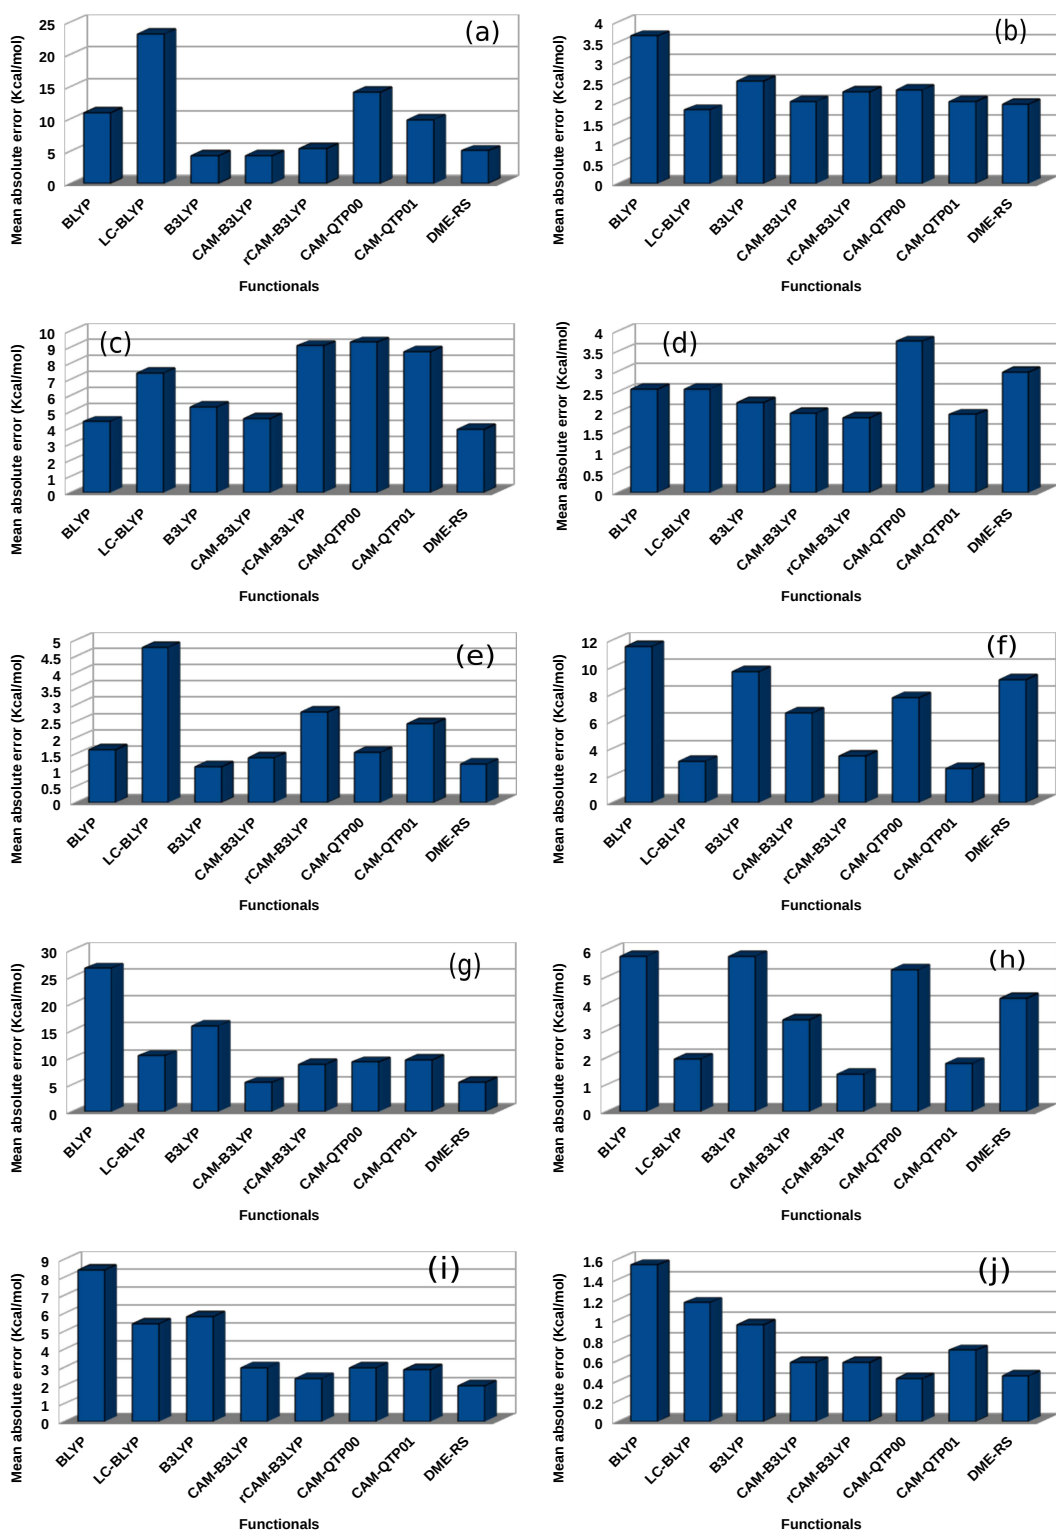 (a)
Mean absolute error (Kcal/mol)
25
20
15
10
5
0
BLYP
LC-BLYP
B3LYP
CAM-B3LYP
rCAM-B3LYP
CAM-QTP00
CAM-QTP01
DME-RS
Functionals
(b)
Mean absolute error (Kcal/mol)
4
3.5
3
2.5
2
1.5
1
0.5
0
BLYP
LC-BLYP
B3LYP
CAM-B3LYP
rCAM-B3LYP
CAM-QTP00
CAM-QTP01
DME-RS
Functionals
(c)
Mean absolute error (Kcal/mol)
10
9
8
7
6
5
4
3
2
1
0
BLYP
LC-BLYP
B3LYP
CAM-B3LYP
rCAM-B3LYP
CAM-QTP00
CAM-QTP01
DME-RS
Functionals
(d)
Mean absolute error (Kcal/mol)
4
3.5
3
2.5
2
1.5
1
0.5
0
BLYP
LC-BLYP
B3LYP
CAM-B3LYP
rCAM-B3LYP
CAM-QTP00
CAM-QTP01
DME-RS
Functionals
(e)
Mean absolute error (Kcal/mol)
5
4.5
4
3.5
3
2.5
2
1.5
1
0.5
0
BLYP
LC-BLYP
B3LYP
CAM-B3LYP
rCAM-B3LYP
CAM-QTP00
CAM-QTP01
DME-RS
Functionals
(f)
Mean absolute error (Kcal/mol)
12
10
8
6
4
2
0
BLYP
LC-BLYP
B3LYP
CAM-B3LYP
rCAM-B3LYP
CAM-QTP00
CAM-QTP01
DME-RS
Functionals
(g)
Mean absolute error (Kcal/mol)
30
25
20
15
10
5
0
BLYP
LC-BLYP
B3LYP
CAM-B3LYP
rCAM-B3LYP
CAM-QTP00
CAM-QTP01
DME-RS
Functionals
(h)
Mean absolute error (Kcal/mol)
6
5
4
3
2
1
0
BLYP
LC-BLYP
B3LYP
CAM-B3LYP
rCAM-B3LYP
CAM-QTP00
CAM-QTP01
DME-RS
Functionals
(i)
Mean absolute error (Kcal/mol)
9
8
7
6
5
4
3
2
1
0
BLYP
LC-BLYP
B3LYP
CAM-B3LYP
rCAM-B3LYP
CAM-QTP00
CAM-QTP01
DME-RS
Functionals
(j)
Mean absolute error (Kcal/mol)
1.6
1.4
1.2
1
0.8
0.6
0.4
0.2
0
BLYP
LC-BLYP
B3LYP
CAM-B3LYP
rCAM-B3LYP
CAM-QTP00
CAM-QTP01
DME-RS
Functionals